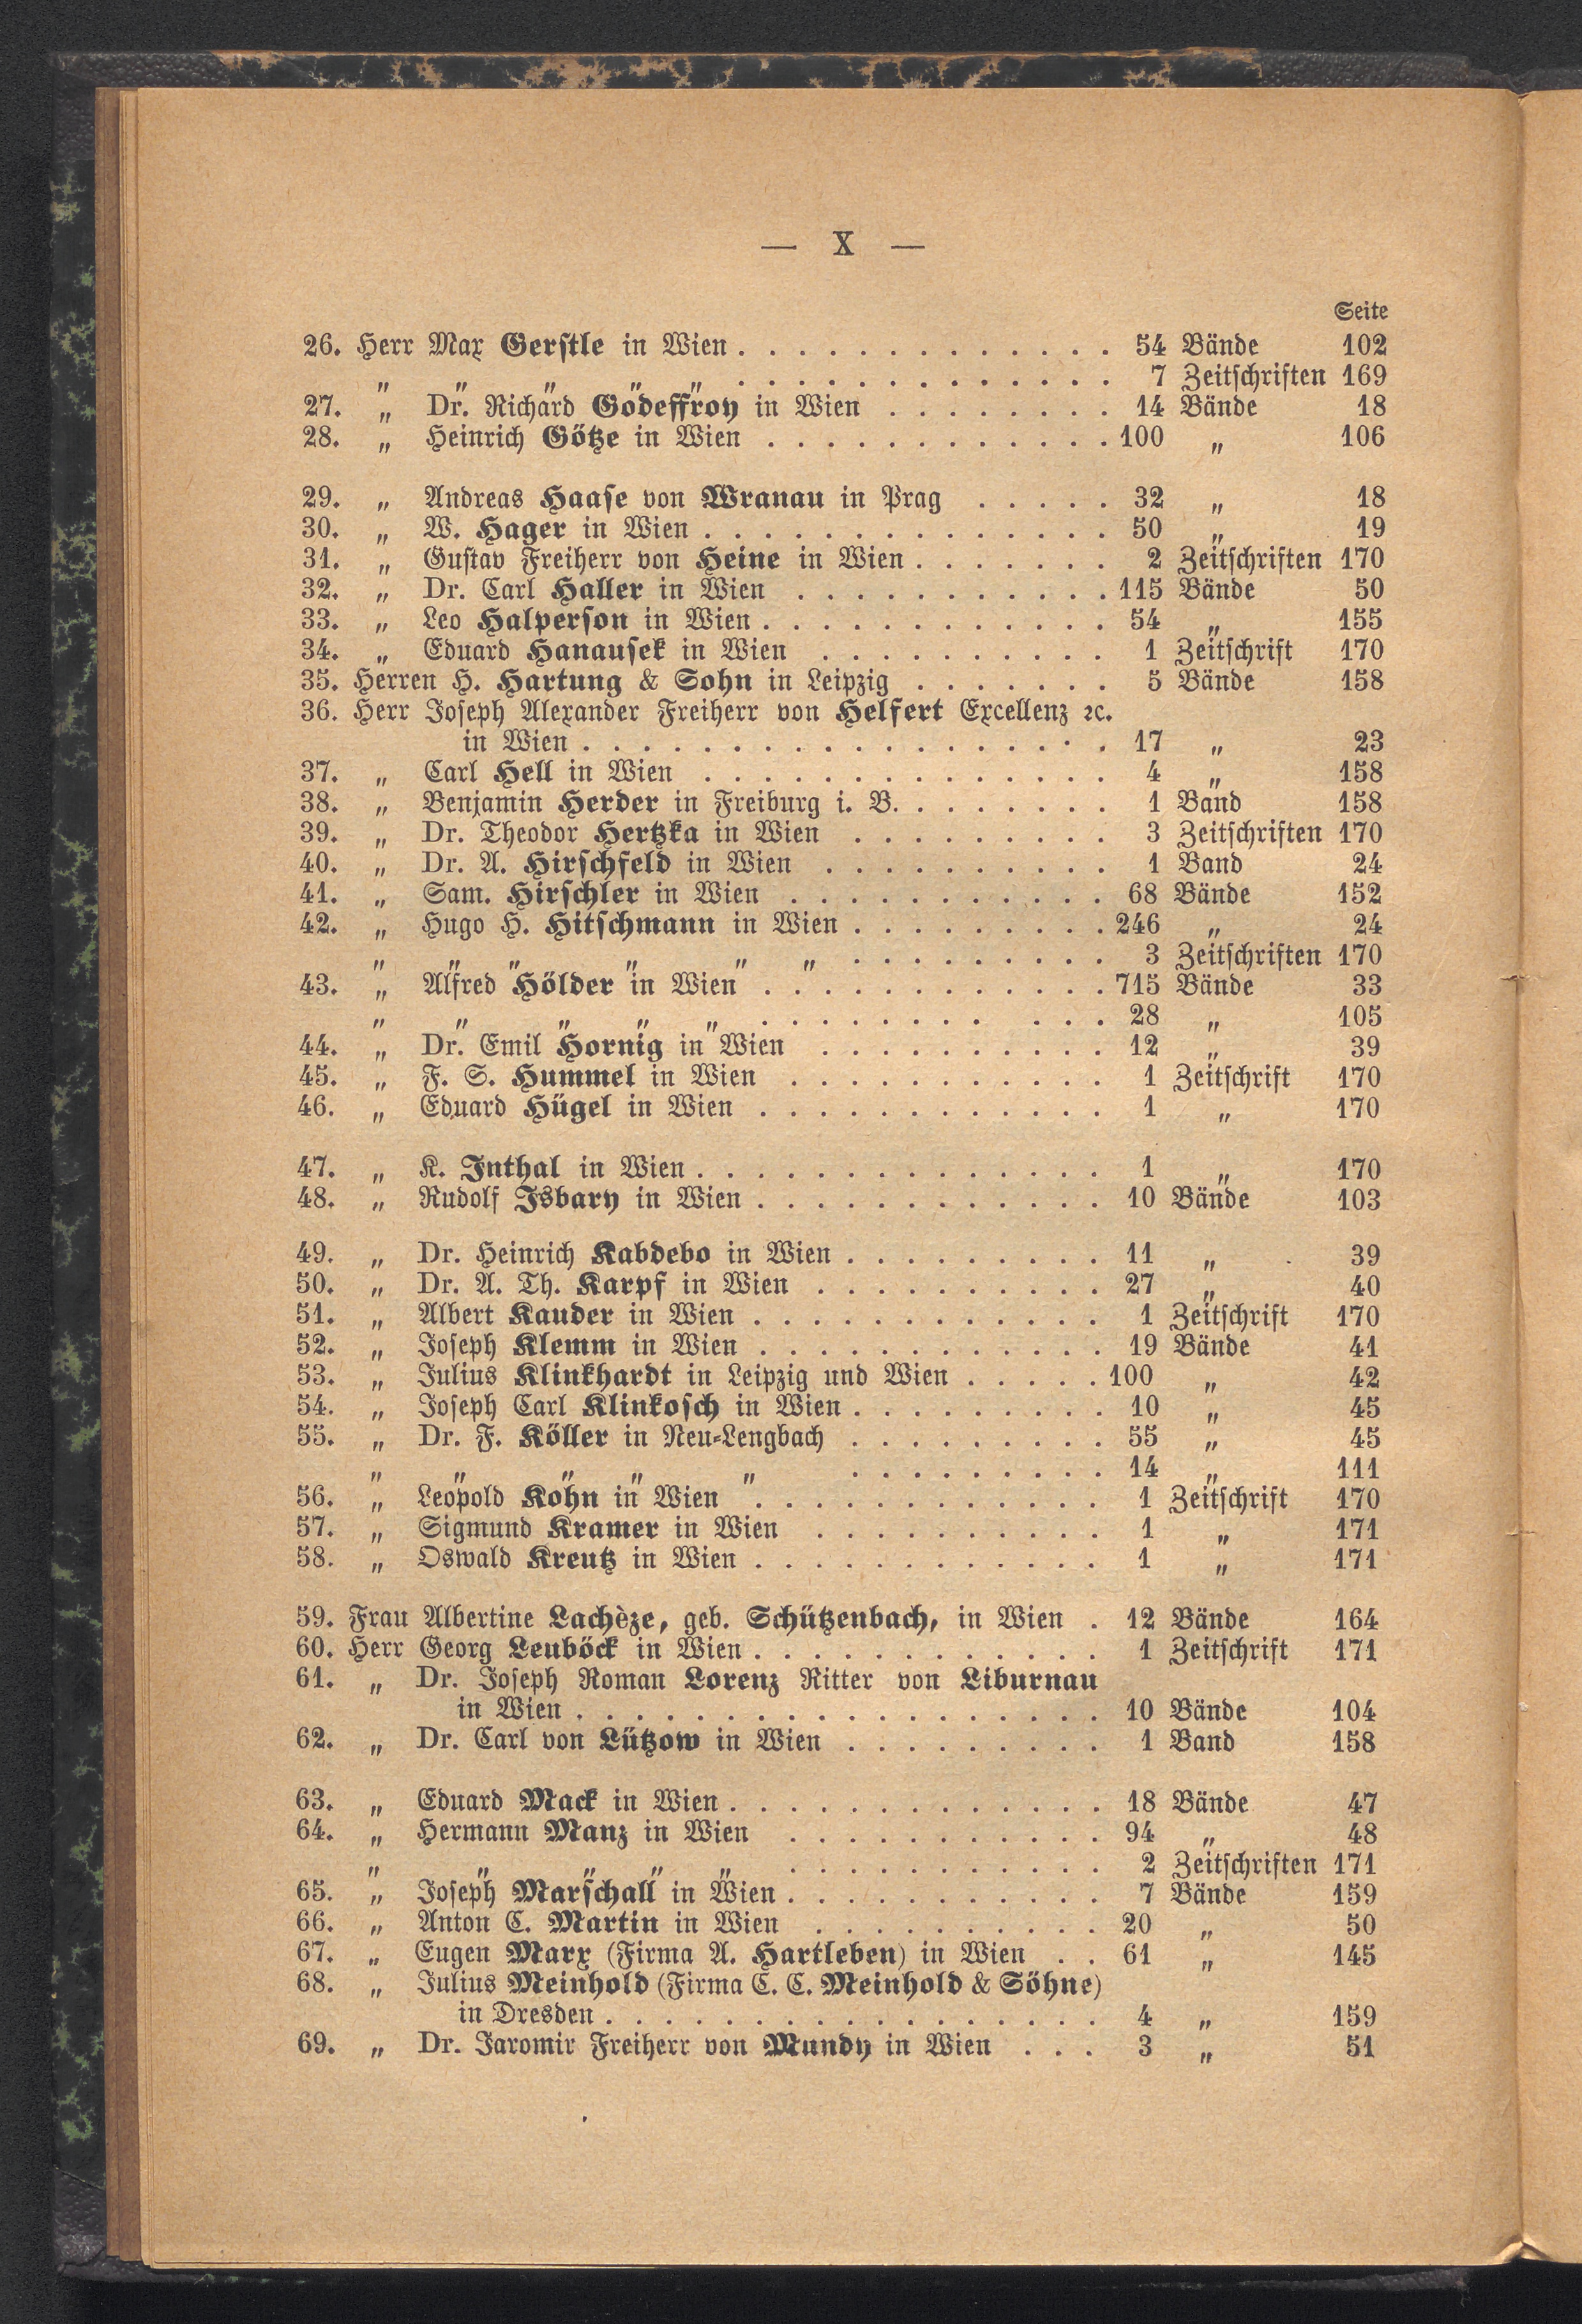 — X —
Seite
26. Herr Max Gerstle in Wien . . . . . . . . . . . . . 54 Bände 102
" " " " " . . . . . . . . . . . . . 7 Zeitschriften 169
27. " Dr. Richard Godeffroy in Wien . . . . . . . . 14 Bände 18
28. " Heinrich Götze in Wien . . . . . . . . . . . . 100 " 106
29. " Andreas Haase von Wranau in Prag . . . . . 32 " 18
30. " W. Hager in Wien . . . . . . . . . . . . . . 50 " 19
31. " Gustav Freiherr von Heine in Wien . . . . . . . 2 Zeitschriften 170
32. " Dr. Carl Haller in Wien . . . . . . . . . . . 115 Bände 50
33. " Leo Halperson in Wien . . . . . . . . . . . . 54 " 155
34. " Eduard Hanausek in Wien . . . . . . . . . . 1 Zeitschrift 170
35. Herren H. Hartung & Sohn in Leipzig . . . . . . . 5 Bände 158
36. Herr Joseph Alexander Freiherr von Helfert Excellenz ꝛc.
in Wien . . . . . . . . . . . . . . . . . . 17 " 23
37. " Carl Hell in Wien . . . . . . . . . . . . . . 4 " 158
38. " Benjamin Herder in Freiburg i. B. . . . . . . . 1 Band 158
39. " Dr. Theodor Hertzka in Wien . . . . . . . . . 3 Zeitschriften 170
40. " Dr. A. Hirschfeld in Wien . . . . . . . . . . 1 Band 24
41. " Sam. Hirschler in Wien . . . . . . . . . . . 68 Bände 152
42. " Hugo H. Hitschmann in Wien . . . . . . . . . 246 " 24
" " " " " " . . . . . . . . . 3 Zeitschriften 170
43. " Alfred Hölder in Wien . . . . . . . . . . . . 715 Bände 33
" " " " " . . . . . . . . . . . 28 " 105
44. " Dr. Emil Hornig in Wien . . . . . . . . . . 12 " 39
45. " F. S. Hummel in Wien . . . . . . . . . . . 1 Zeitschrift 170
46. " Eduard Hügel in Wien . . . . . . . . . . . . 1 " 170
47. " K. Inthal in Wien . . . . . . . . . . . . . . 1 " 170
48. " Rudolf Isbary in Wien . . . . . . . . . . . . 10 Bände 103
49. " Dr. Heinrich Kabdebo in Wien . . . . . . . . . 11 " 39
50. " Dr. A. Th. Karpf in Wien . . . . . . . . . . 27 " 40
51. " Albert Kauder in Wien . . . . . . . . . . . . 1 Zeitschrift 170
52. " Joseph Klemm in Wien . . . . . . . . . . . . 19 Bände 41
53. " Julius Klinkhardt in Leipzig und Wien . . . . . 100 " 42
54. " Joseph Carl Klinkosch in Wien . . . . . . . . . 10 " 45
55. " Dr. F. Köller in Neu-Lengbach . . . . . . . . . 55 " 45
" " " " " . . . . . . . . . 14 " 111
56. " Leopold Kohn in Wien . . . . . . . . . . . . 1 Zeitschrift 170
57. " Sigmund Kramer in Wien . . . . . . . . . . 1 " 171
58. " Oswald Kreutz in Wien . . . . . . . . . . . . 1 " 171
59. Frau Albertine Lachèze, geb. Schützenbach, in Wien . 12 Bände 164
60. Herr Georg Leuböck in Wien . . . . . . . . . . . . 1 Zeitschrift 171
61. " Dr. Joseph Roman Lorenz Ritter von Liburnau
in Wien . . . . . . . . . . . . . . . . . . 10 Bände 104
62. " Dr. Carl von Lützow in Wien . . . . . . . . . 1 Band 158
63. " Eduard Mack in Wien . . . . . . . . . . . . . 18 Bände 47
64. " Hermann Manz in Wien . . . . . . . . . . . 94 " 48
" " " " " . . . . . . . . . . . 2 Zeitschriften 171
65. " Joseph Marschall in Wien . . . . . . . . . . . 7 Bände 159
66. " Anton C. Martin in Wien . . . . . . . . . . 20 " 50
67. " Eugen Marx (Firma A. Hartleben) in Wien . . 61 " 145
68. " Julius Meinhold (Firma C. C. Meinhold & Söhne)
in Dresden . . . . . . . . . . . . . . . . . 4 " 159
69. " Dr. Jaromir Freiherr von Mundy in Wien . . . 3 " 51